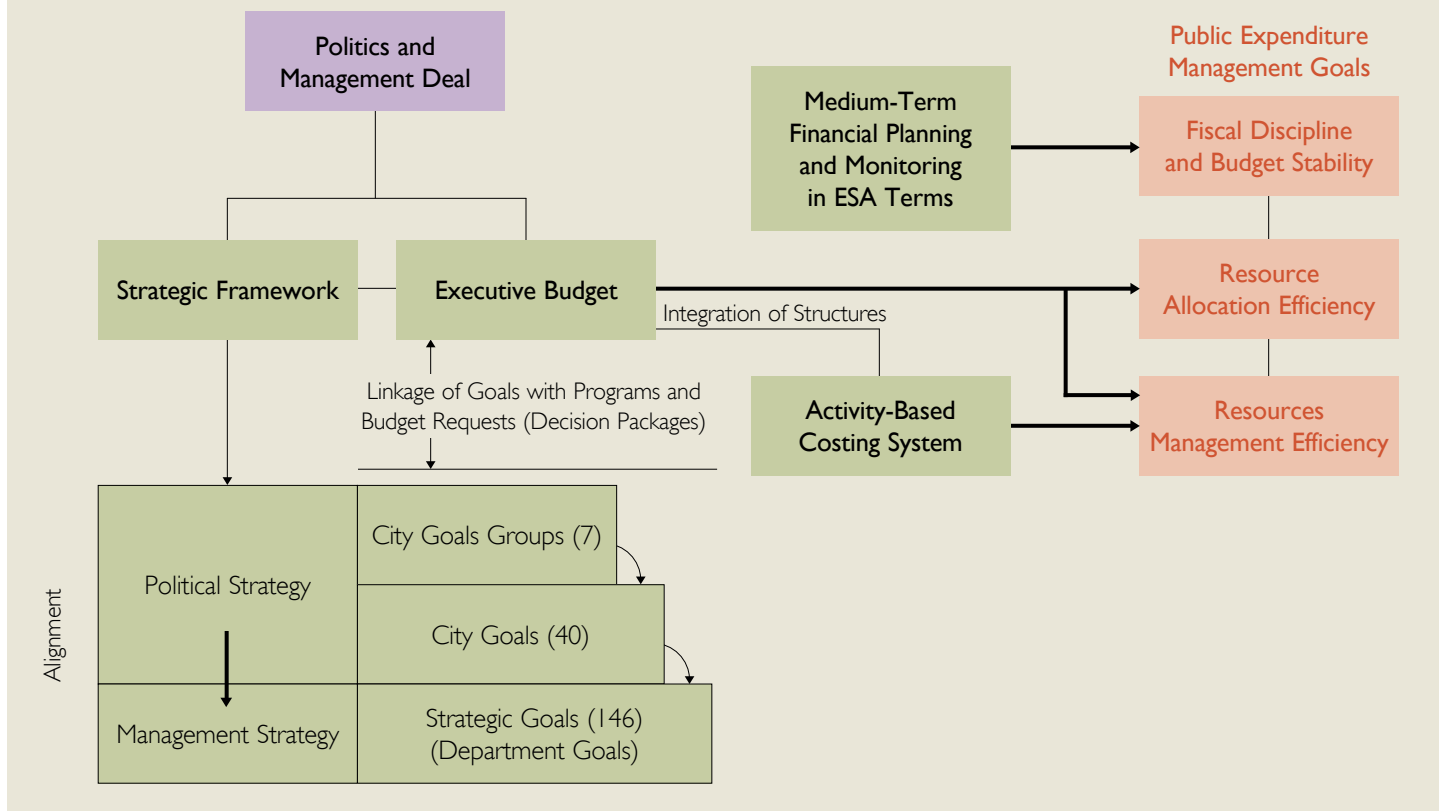 Politics and
Management Deal
Public Expenditure
Management Goals
Medium-Term
Financial Planning
and Monitoring
in ESA Terms
Fiscal Discipline
and Budget Stability
Strategic Framework
Executive Budget
Resource
Allocation Efficiency
Integration of Structures
Linkage of Goals with Programs and
Budget Requests (Decision Packages)
Activity-Based
Costing System
Resources
Management Efficiency
Alignment
Political Strategy
City Goals Groups (7)
City Goals (40)
Management Strategy
Strategic Goals (146)
(Department Goals)